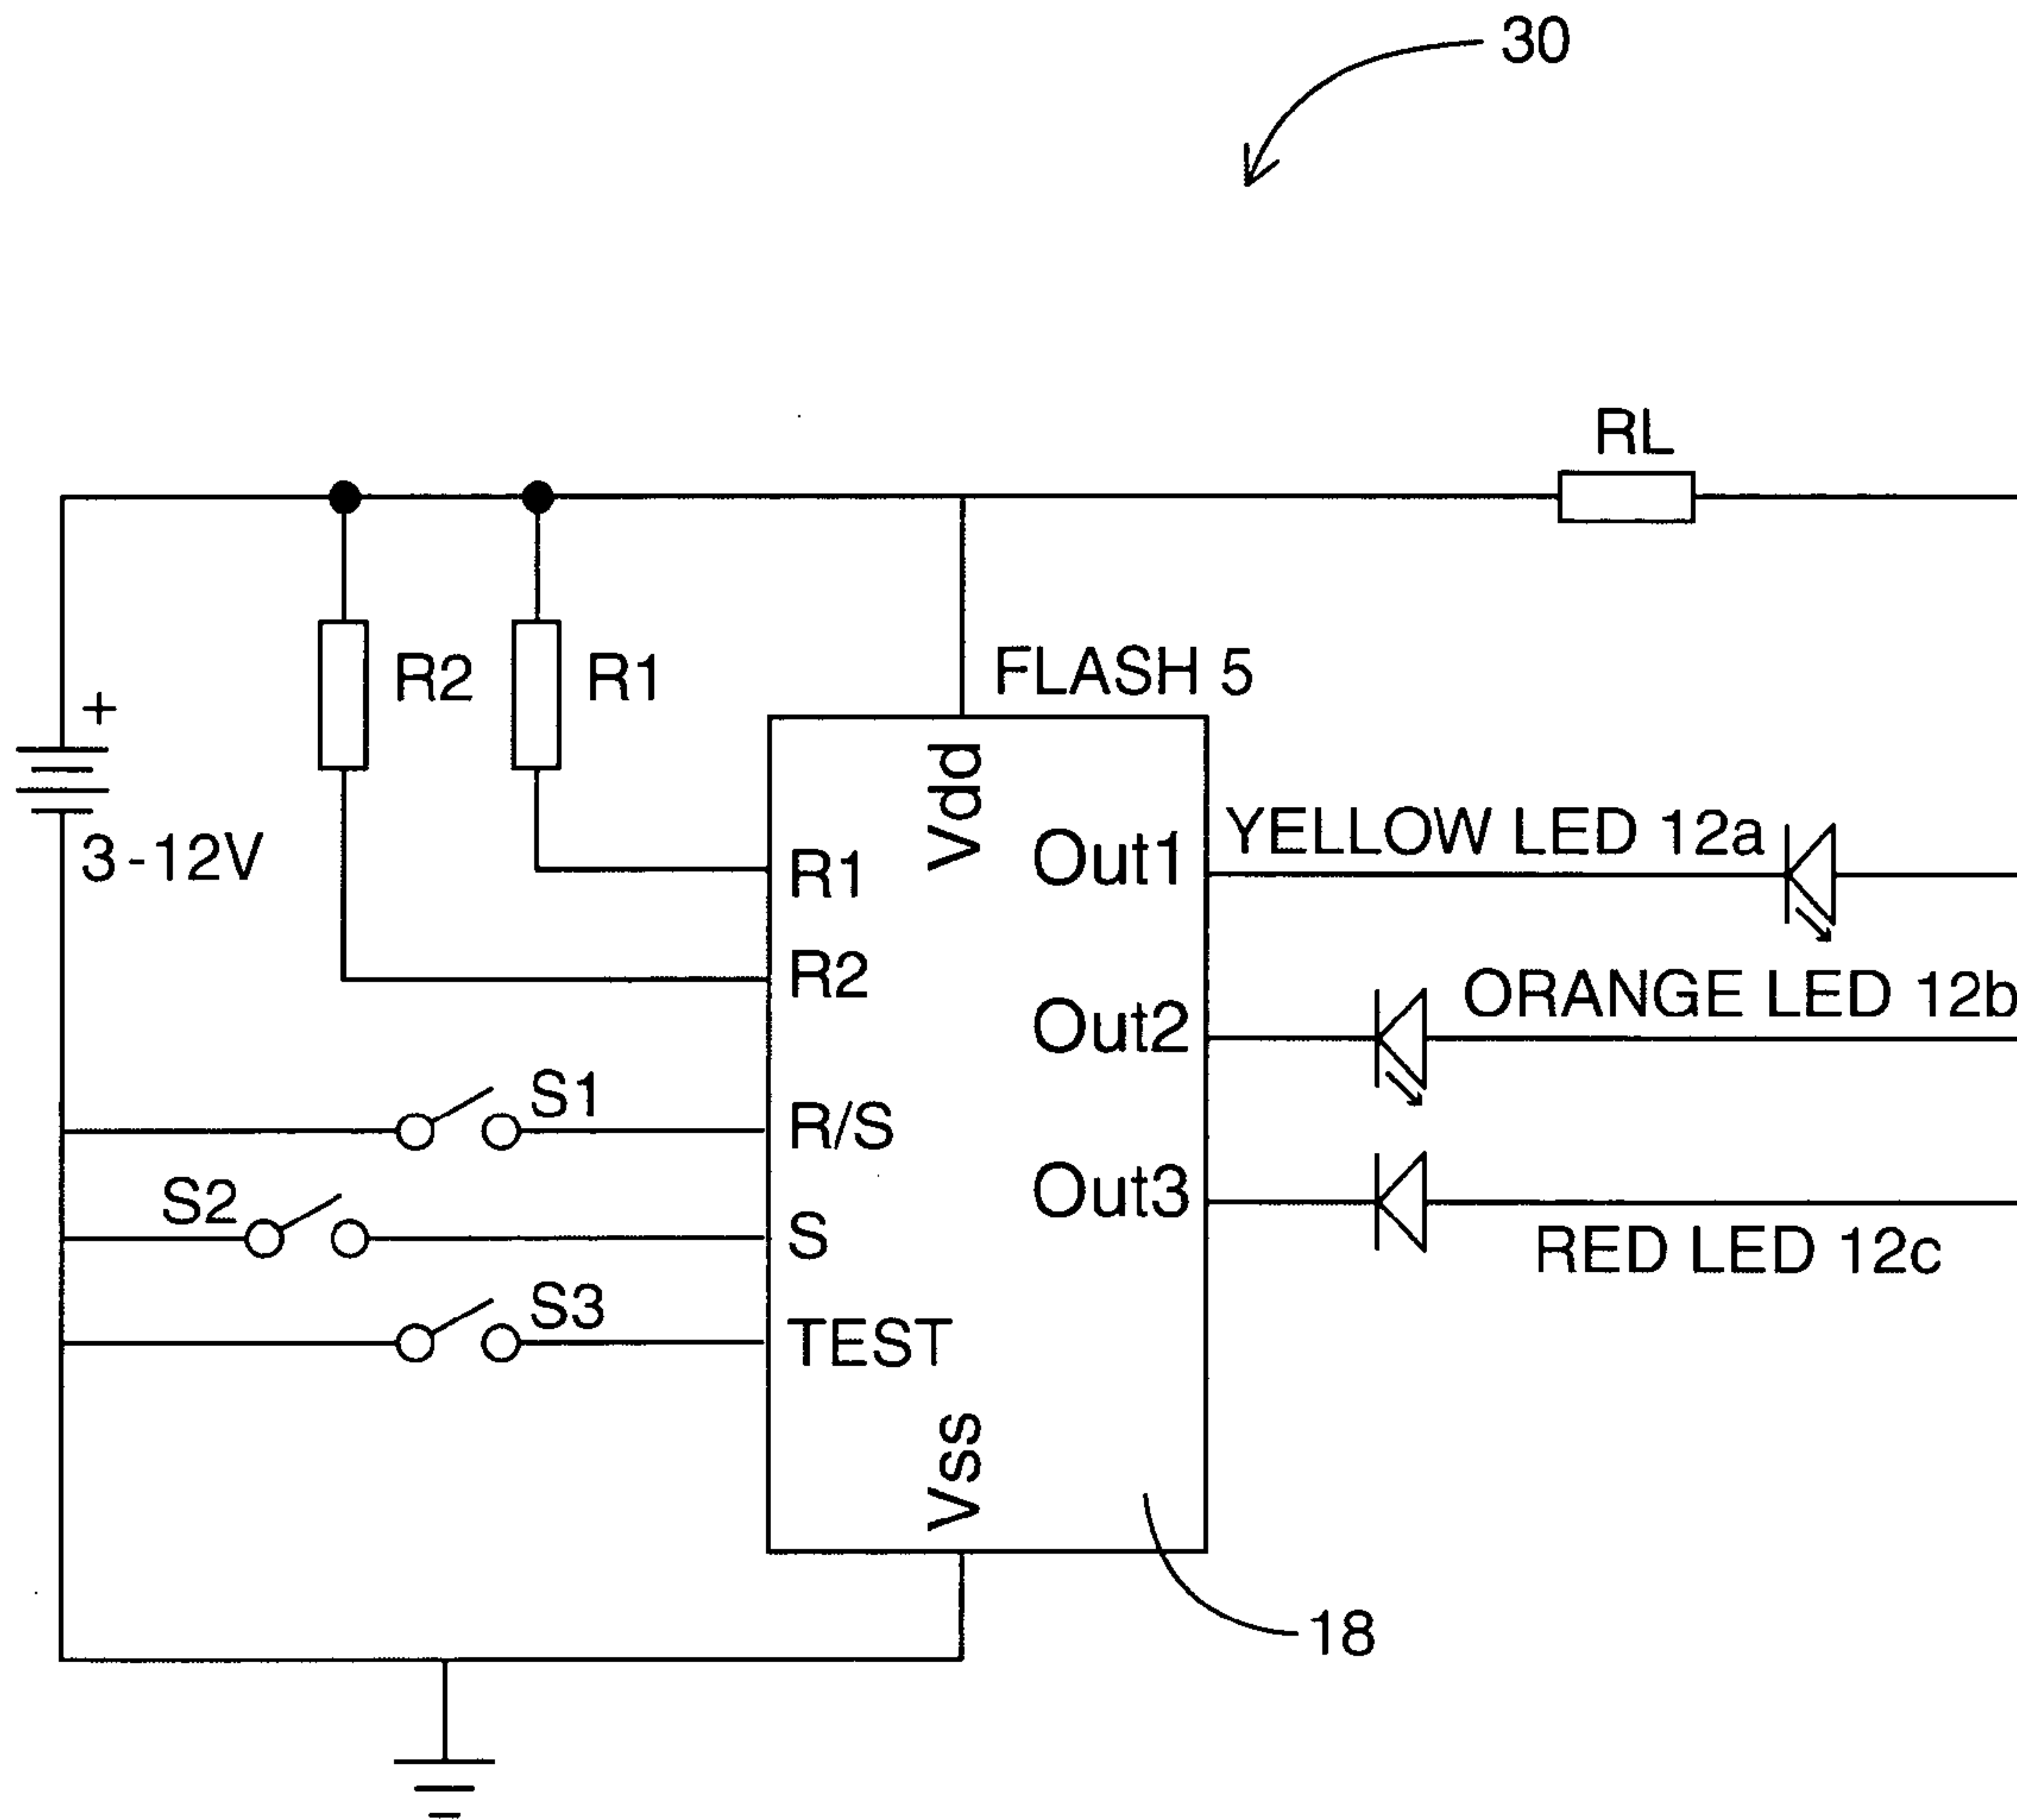 30
RL
R2
R1
FLASH 5
+
3-12V
Vdd
R1
R2
R/S
S
TEST
Vss
Out1
Out2
Out3
YELLOW LED 12a
ORANGE LED 12b
RED LED 12c
S1
S2
S3
18